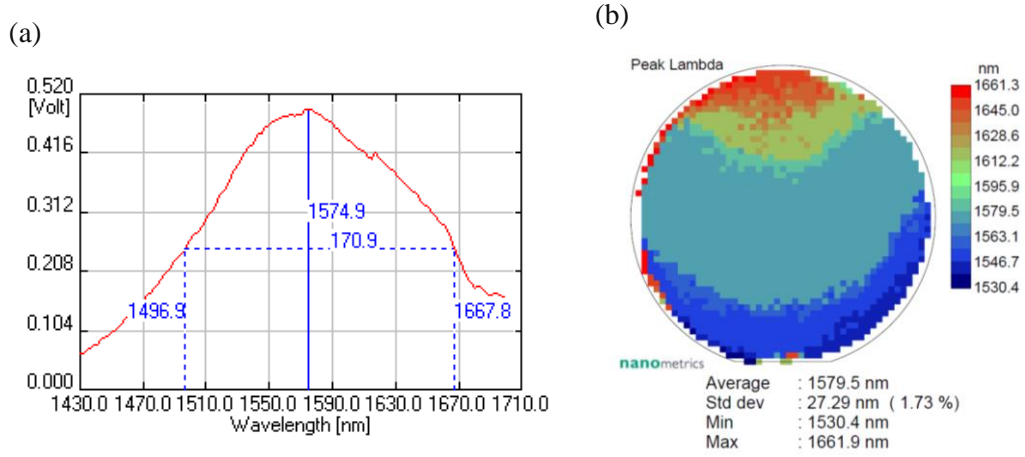 (a)
0.520
[Volt]
0.416
0.312
0.208
0.104
0.000
1574.9
170.9
1496.9
1667.8
1430.0 1470.0 1510.0 1550.0 1590.0 1630.0 1670.0 1710.0
Wavelength [nm]
(b)
Peak Lambda
nm
1661.3
1645.0
1628.6
1612.2
1595.9
1579.5
1563.1
1546.7
1530.4
nanometrics
Average : 1579.5 nm
Std dev : 27.29 nm ( 1.73 %)
Min : 1530.4 nm
Max : 1661.9 nm